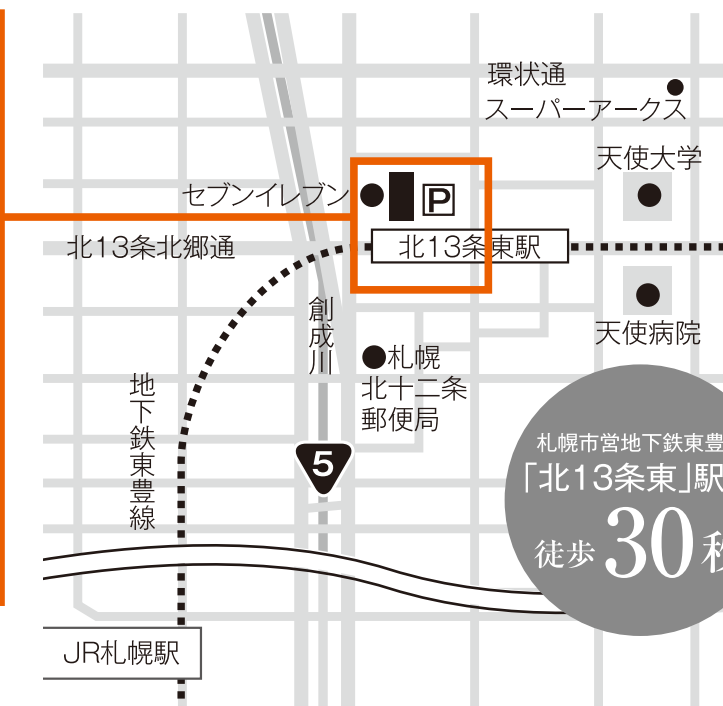 環状通
スーパーアークス
天使大学
セブンイレブン
P
北13条北郷通
北13条東駅
創成川
天使病院
札幌
北十二条
郵便局
地下鉄東豊線
5
札幌市営地下鉄東豊
「北13条東」駅
徒歩30秒
JR札幌駅